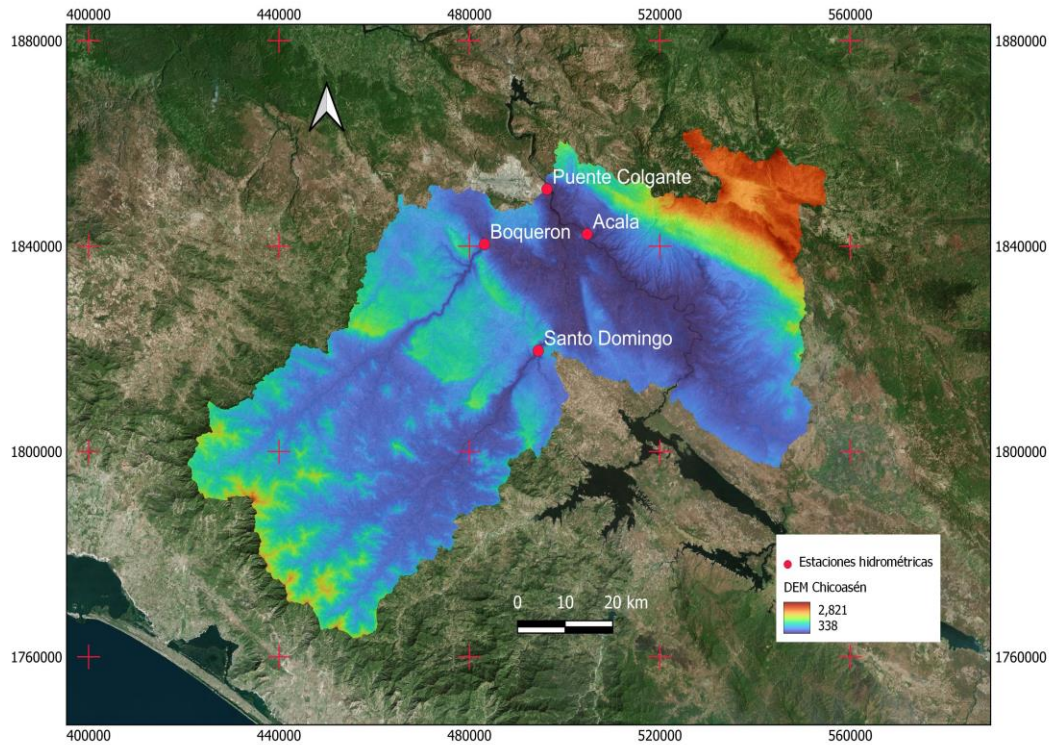 400000 440000 480000 520000 560000
1880000 1880000
Puente Colgante
Acala
Boqueron
1840000 1840000
Santo Domingo
1800000 1800000
Estaciones hidrométricas
DEM Chicoasén
2,821
338
0 10 20 km
1760000 1760000
400000 440000 480000 520000 560000